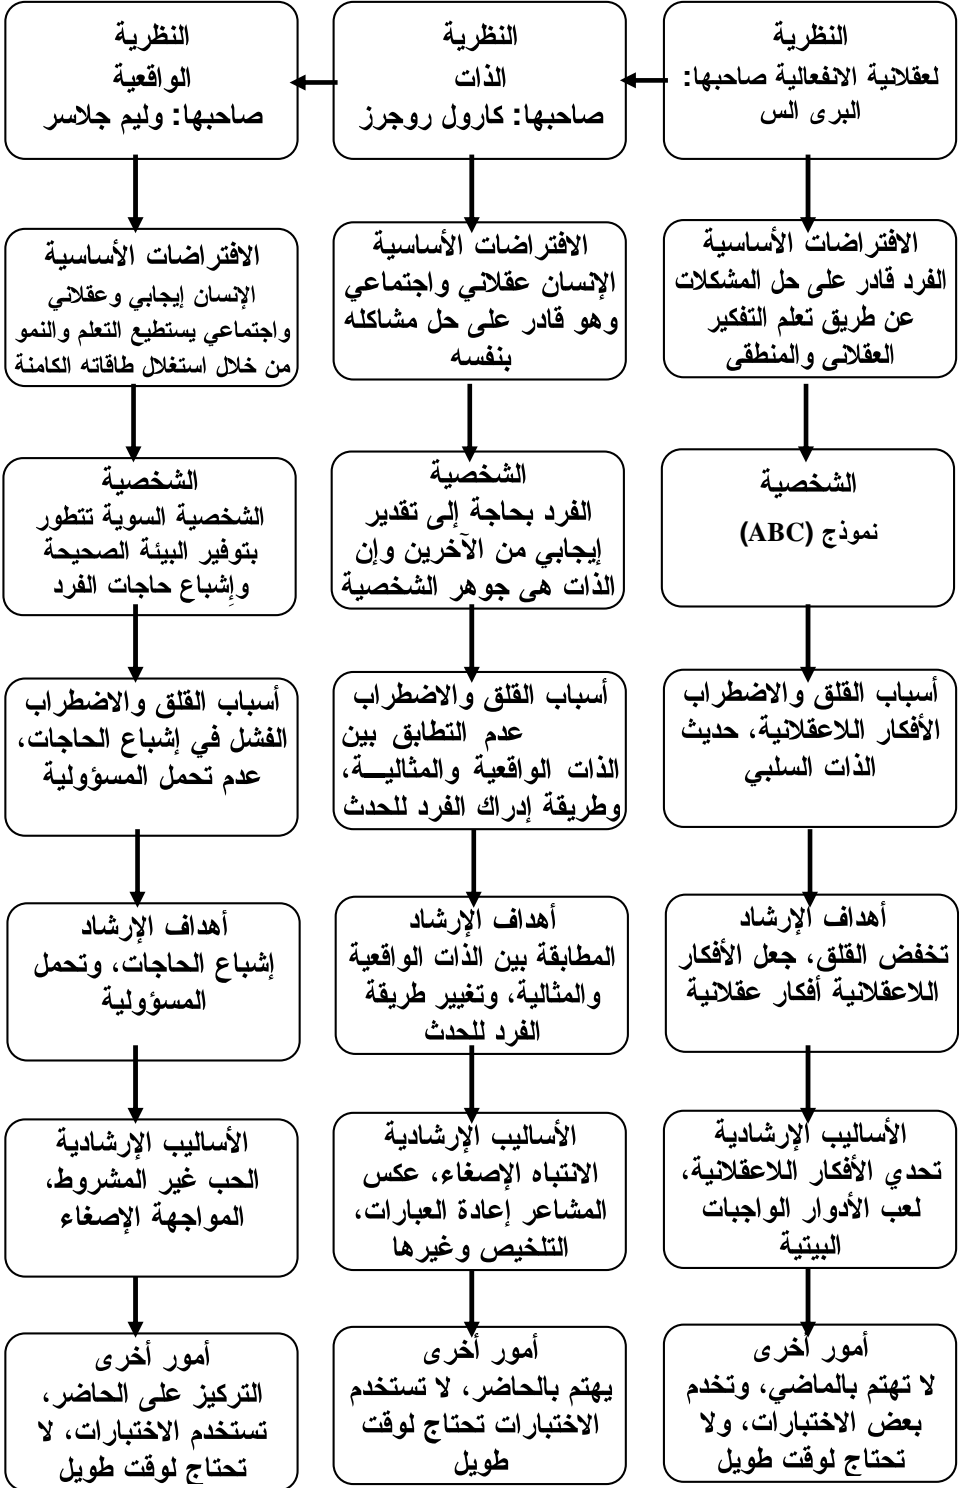 النظرية
لعقلانية الانفعالية صاحبها:
البرى الس
النظرية
الذات
صاحبها: كارول روجرز
النظرية
الواقعية
صاحبها: وليم جلاسر
الافتراضات الأساسية
الفرد قادر على حل المشكلات
عن طريق تعلم التفكير
العقلانى والمنطقى
الافتراضات الأساسية
الإنسان عقلاني واجتماعي
وهو قادر على حل مشاكله
بنفسه
الافتراضات الأساسية
الإنسان إيجابي وعقلاني
واجتماعي يستطيع التعلم والنمو
من خلال استغلال طاقاته الكامنة
الشخصية
نموذج (ABC)
الشخصية
الفرد بحاجة إلى تقدير
إيجابي من الآخرين وإن
الذات هى جوهر الشخصية
الشخصية
الشخصية السوية تتطور
بتوفير البيئة الصحيحة
وإشباع حاجات الفرد
أسباب القلق والاضطراب
الأفكار اللاعقلانية، حديث
الذات السلبي
أسباب القلق والاضطراب
عدم التطابق بين
الذات الواقعية والمثاليـــة،
وطريقة إدراك الفرد للحدث
أسباب القلق والاضطراب
الفشل في إشباع الحاجات،
عدم تحمل المسؤولية
أهداف الإرشاد
تخفض القلق، جعل الأفكار
اللاعقلانية أفكار عقلانية
أهداف الإرشاد
المطابقة بين الذات الواقعية
والمثالية، وتغيير طريقة
الفرد للحدث
أهداف الإرشاد
إشباع الحاجات، وتحمل
المسؤولية
الأساليب الإرشادية
تحدي الأفكار اللاعقلانية،
لعب الأدوار الواجبات
البيتية
الأساليب الإرشادية
الانتباه الإصغاء، عكس
المشاعر إعادة العبارات،
التلخيص وغيرها
الأساليب الإرشادية
الحب غير المشروط،
المواجهة الإصغاء
أمور أخرى
لا تهتم بالماضي، وتخدم
بعض الاختبارات، ولا
تحتاج لوقت طويل
أمور أخرى
يهتم بالحاضر، لا تستخدم
الاختبارات تحتاج لوقت
طويل
أمور أخرى
التركيز على الحاضر،
تستخدم الاختبارات، لا
تحتاج لوقت طويل